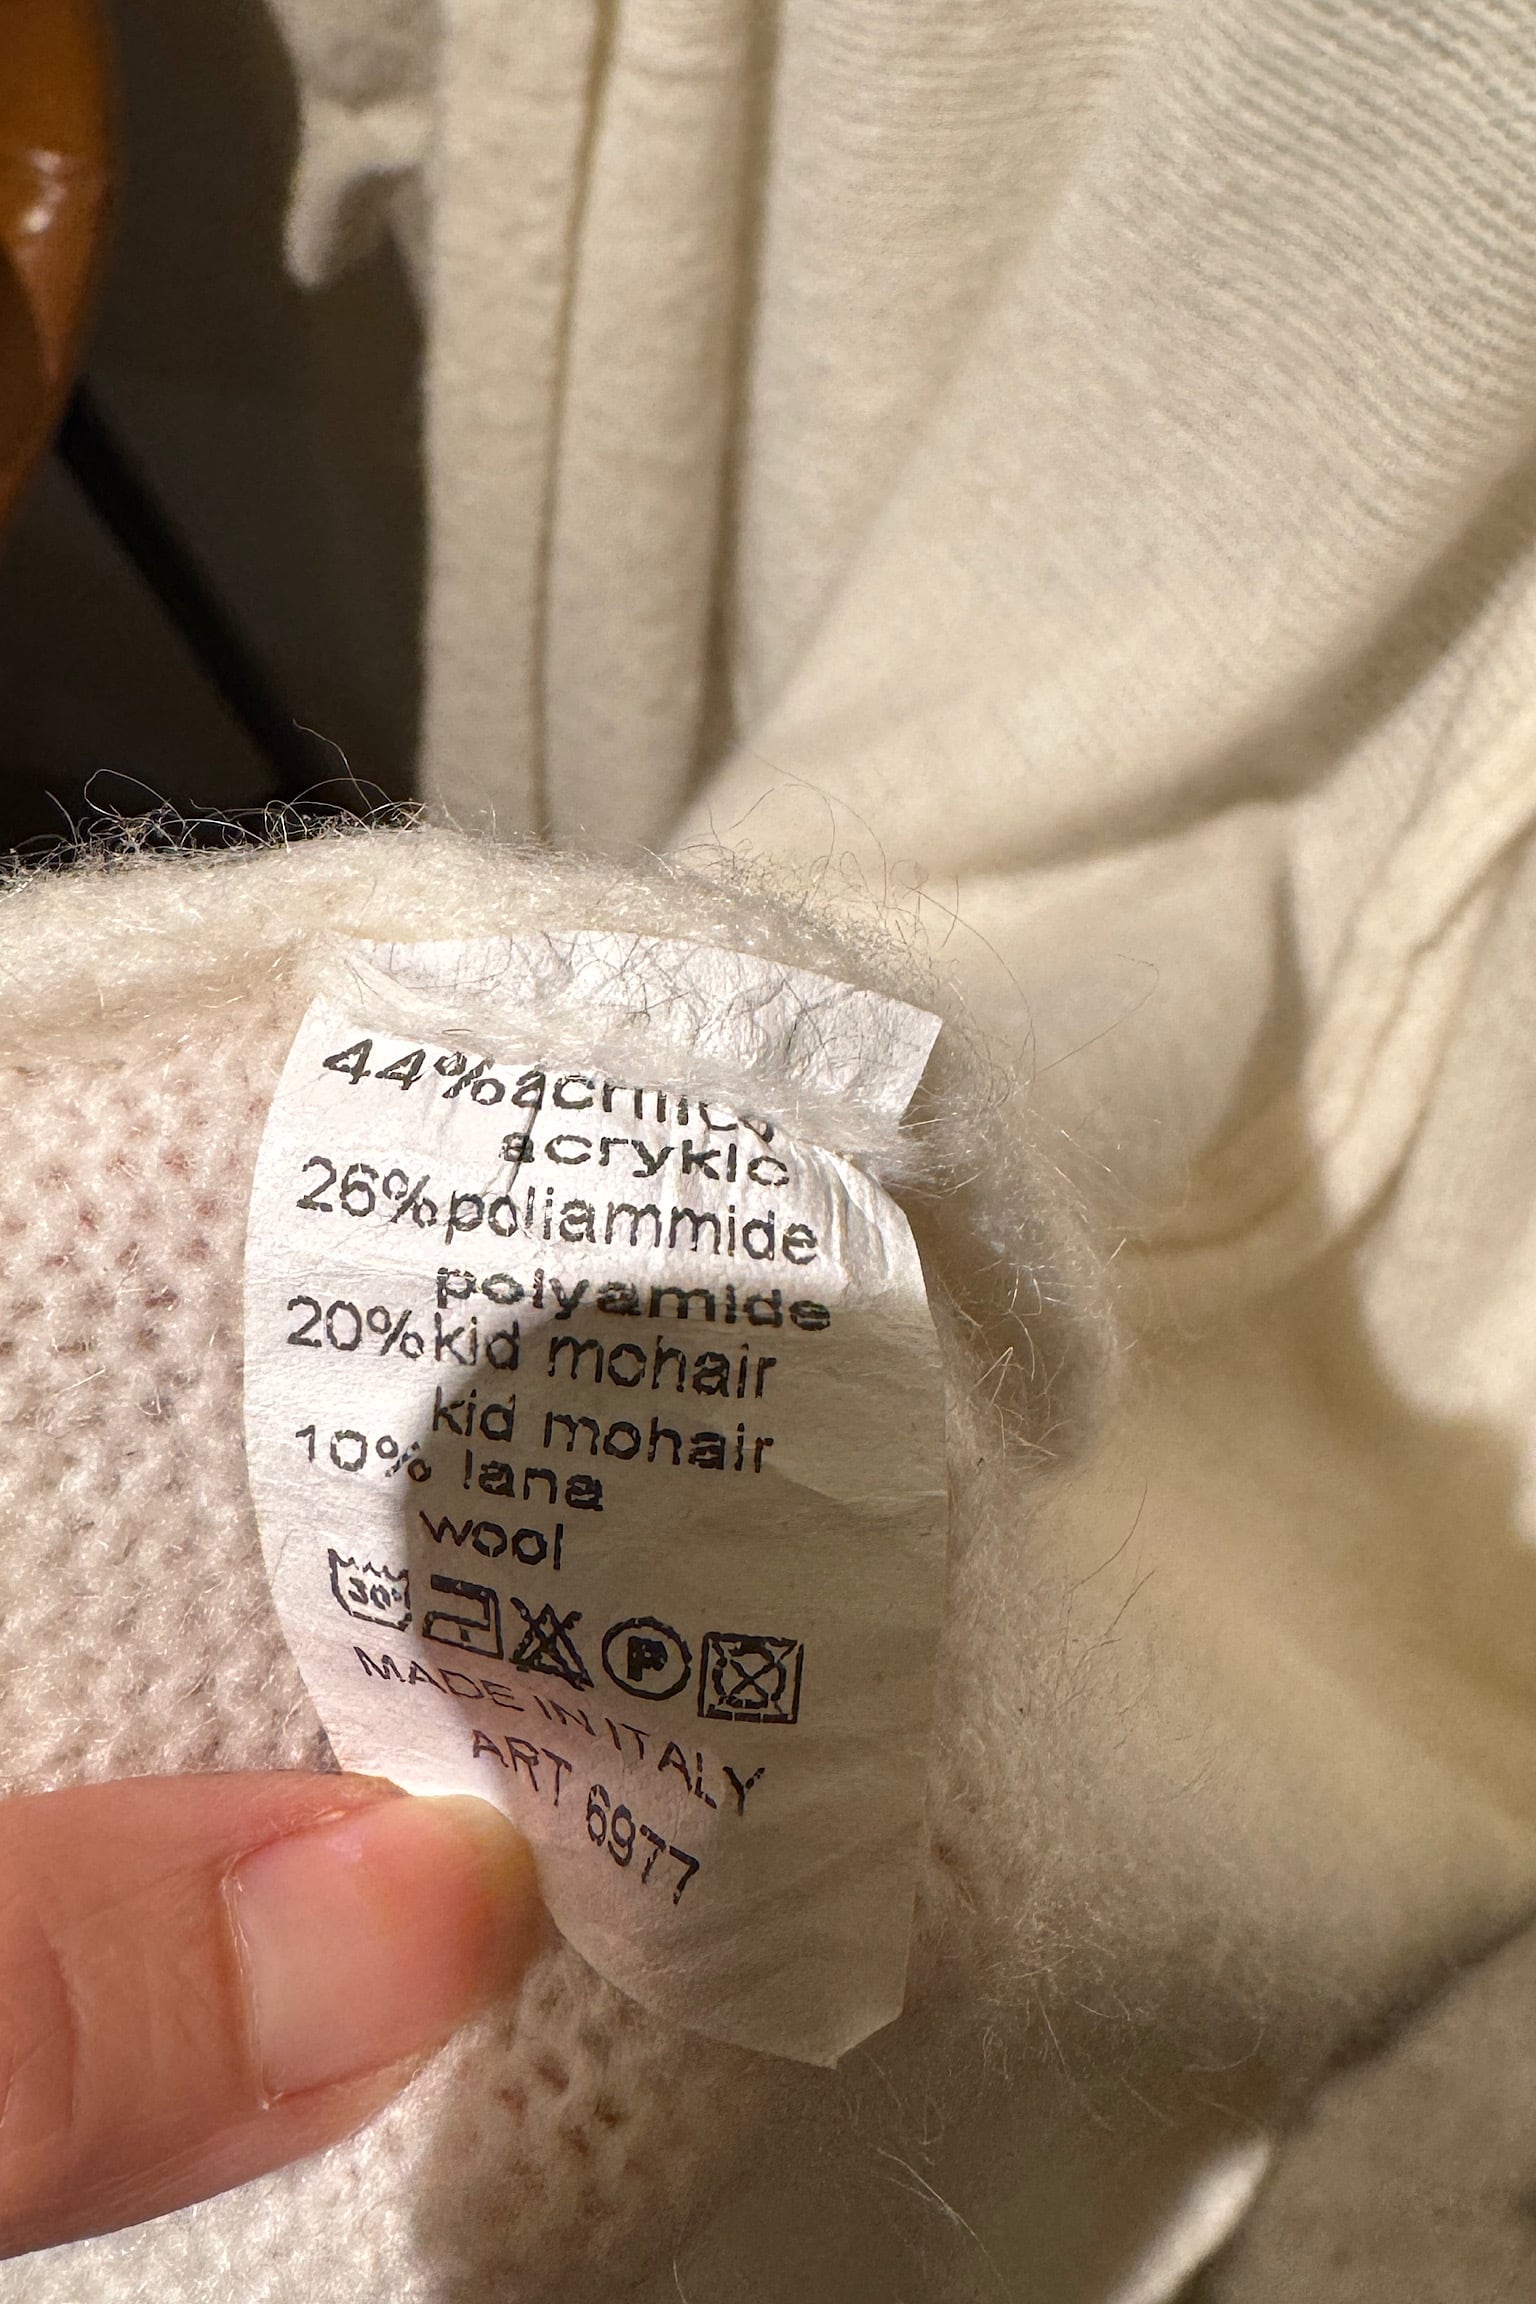 44% acrilico
acrykic
26% poliammide
polyamide
20% kid mohair
kid mohair
10% lana
wool
30°
P
MADE IN ITALY
ART 6977